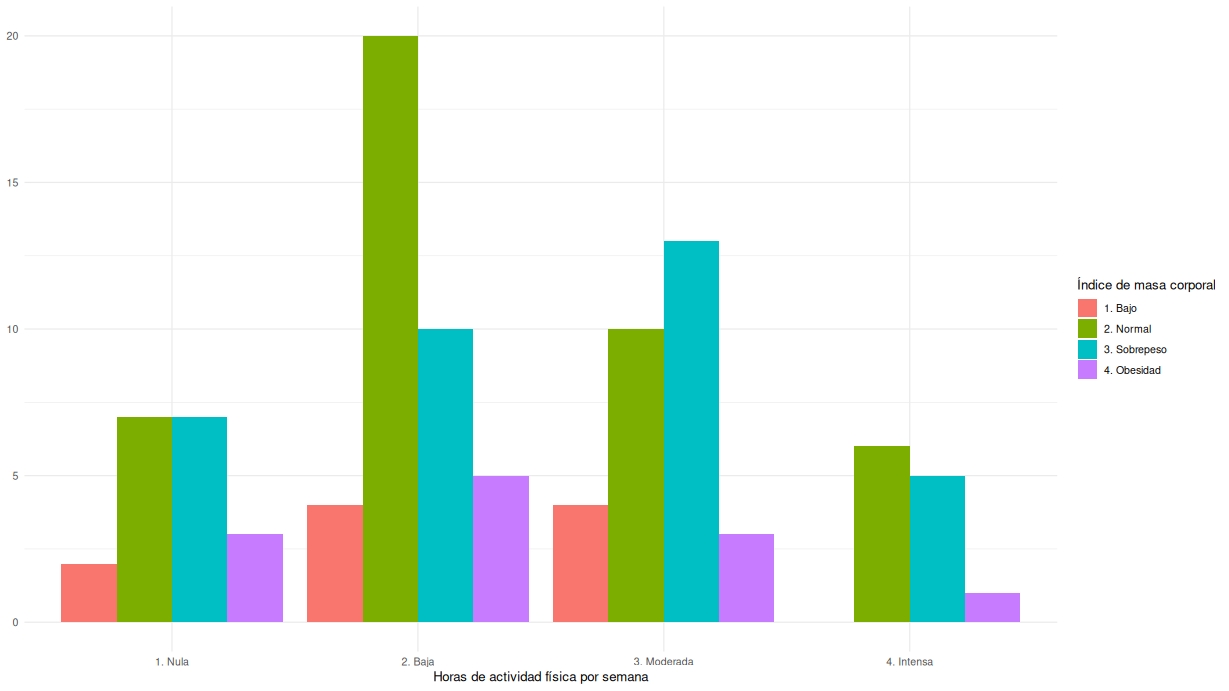 20
15
10
5
0
1. Nula
2. Baja
3. Moderada
4. Intensa
Horas de actividad física por semana
Índice de masa corporal
1. Bajo
2. Normal
3. Sobrepeso
4. Obesidad